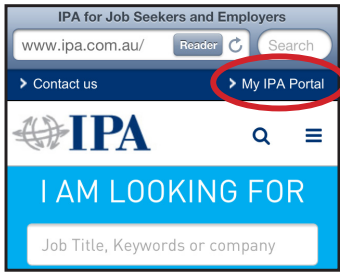 IPA for Job Seekers and Employers
www.ipa.com.au/ Reader Search
> Contact us > My IPA Portal
IPA
I AM LOOKING FOR
Job Title, Keywords or company